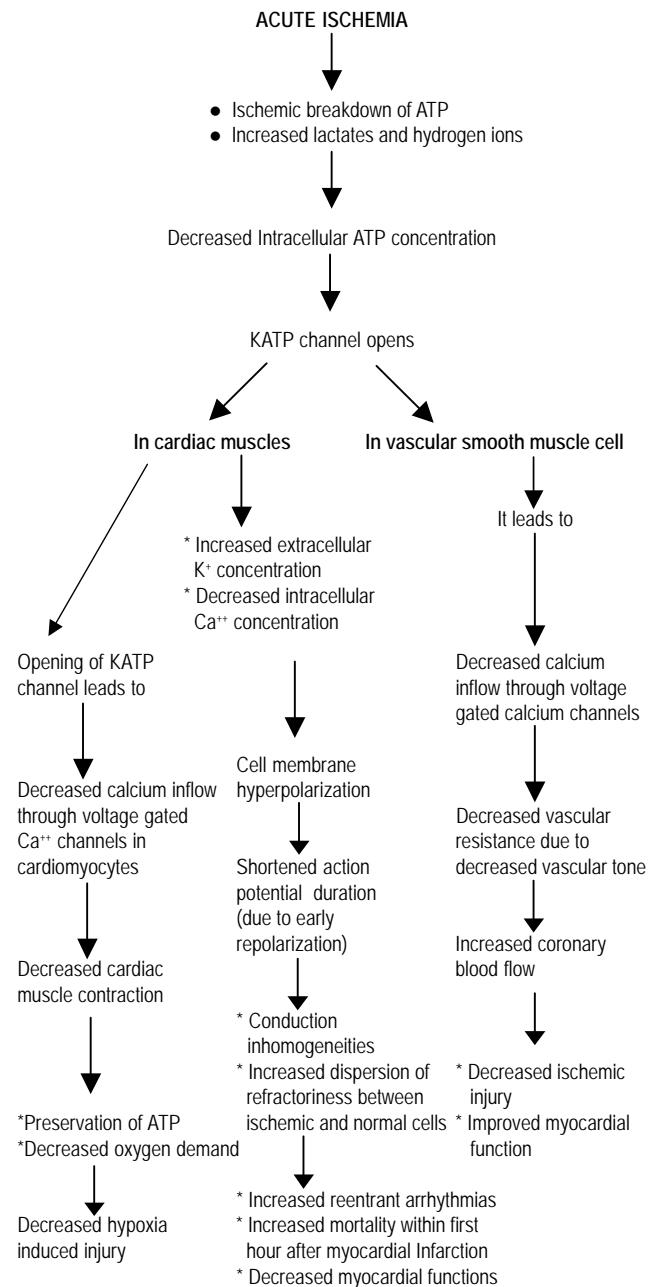 ACUTE ISCHEMIA
● Ischemic breakdown of ATP
● Increased lactates and hydrogen ions
Decreased Intracellular ATP concentration
KATP channel opens
In cardiac muscles
In vascular smooth muscle cell
Opening of KATP
channel leads to
Decreased calcium inflow
through voltage gated
Ca⁺⁺ channels in
cardiomyocytes
Decreased cardiac
muscle contraction
*Preservation of ATP
*Decreased oxygen demand
Decreased hypoxia
induced injury
* Increased extracellular
K⁺ concentration
* Decreased intracellular
Ca⁺⁺ concentration
Cell membrane
hyperpolarization
Shortened action
potential duration
(due to early
repolarization)
* Conduction
inhomogeneities
* Increased dispersion of
refractoriness between
ischemic and normal cells
* Increased reentrant arrhythmias
* Increased mortality within first
hour after myocardial Infarction
* Decreased myocardial functions
It leads to
Decreased calcium
inflow through voltage
gated calcium channels
Decreased vascular
resistance due to
decreased vascular tone
Increased coronary
blood flow
* Decreased ischemic
injury
* Improved myocardial
function